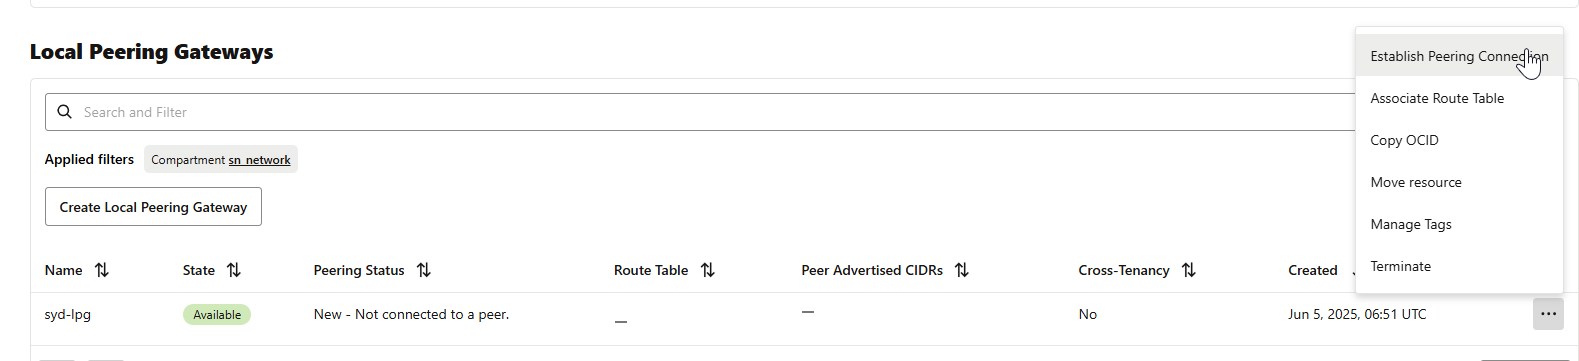 Local Peering Gateways
Search and Filter
Applied filters
Compartment sn_network
Create Local Peering Gateway
Establish Peering Connection
Associate Route Table
Copy OCID
Move resource
Manage Tags
Terminate
Name State Peering Status Route Table Peer Advertised CIDRs Cross-Tenancy Created
syd-lpg Available New - Not connected to a peer. — — No Jun 5, 2025, 06:51 UTC ...